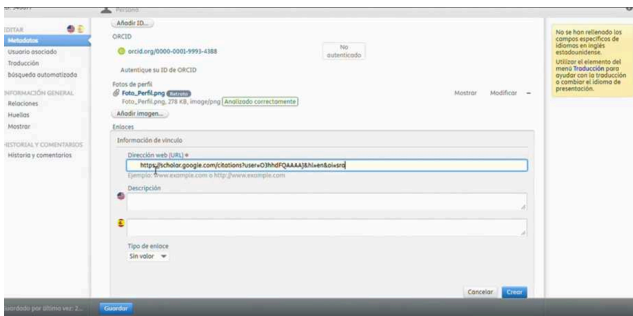 Persona
EDITAR
Metadatos
Usuario asociado
Traducción
búsqueda automatizada
INFORMACIÓN GENERAL
Relaciones
Huellas
Mostrar
HISTORIAL Y COMENTARIOS
Historia y comentarios
Añadir ID...
ORCID
orcid.org/0000-0001-9993-4388
No autenticado
Autentique su ID de ORCID
Fotos de perfil
Foto_Perfil.png Retrato
Foto_Perfil.png, 278 KB, image/png Analizado correctamente
Mostrar Modificar –
Añadir imagen...
Enlaces
Información de vínculo
Dirección web (URL) *
https://scholar.google.com/citations?user=O3hhdFQAAAAJ&hl=en&oi=sra
Ejemplo: www.example.com o http://www.example.com
Descripción
Tipo de enlace
Sin valor
Cancelar Crear
Guardar
No se han rellenado los
campos específicos de
idiomas en inglés
estadounidense.
Utilizar el elemento del
menú Traducción para
ayudar con la traducción
o cambiar el idioma de
presentación.